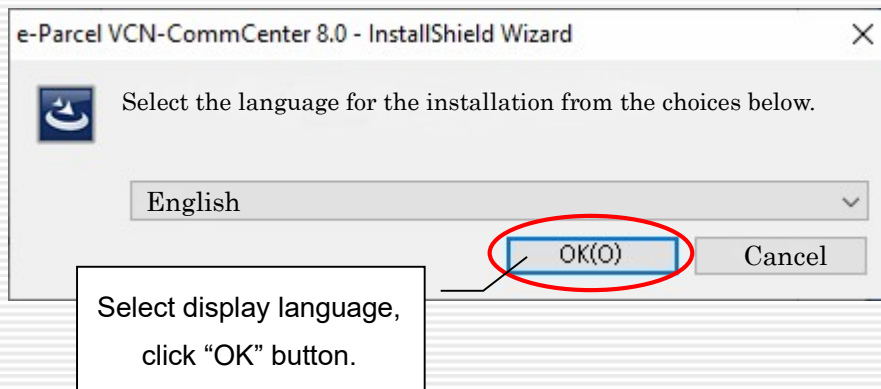 e-Parcel VCN-CommCenter 8.0 - InstallShield Wizard
Select the language for the installation from the choices below.
English
OK(O)
Cancel
Select display language,
click “OK” button.